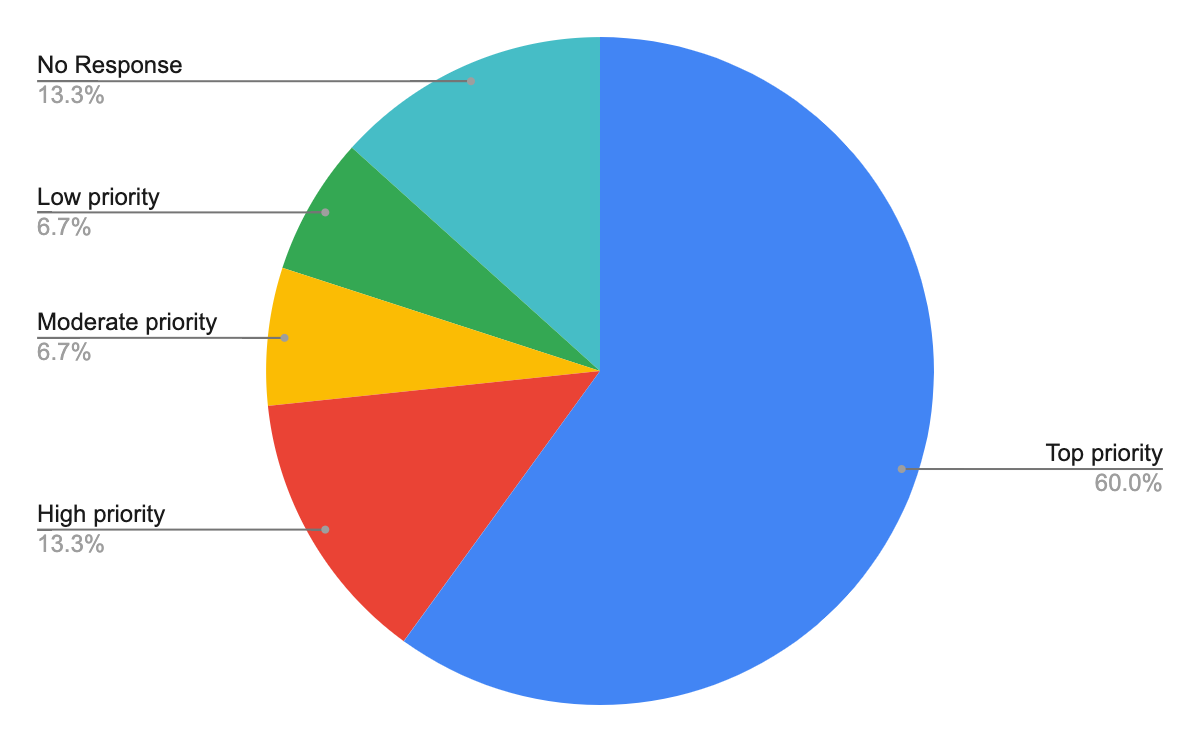 No Response
13.3%
Low priority
6.7%
Moderate priority
6.7%
High priority
13.3%
Top priority
60.0%